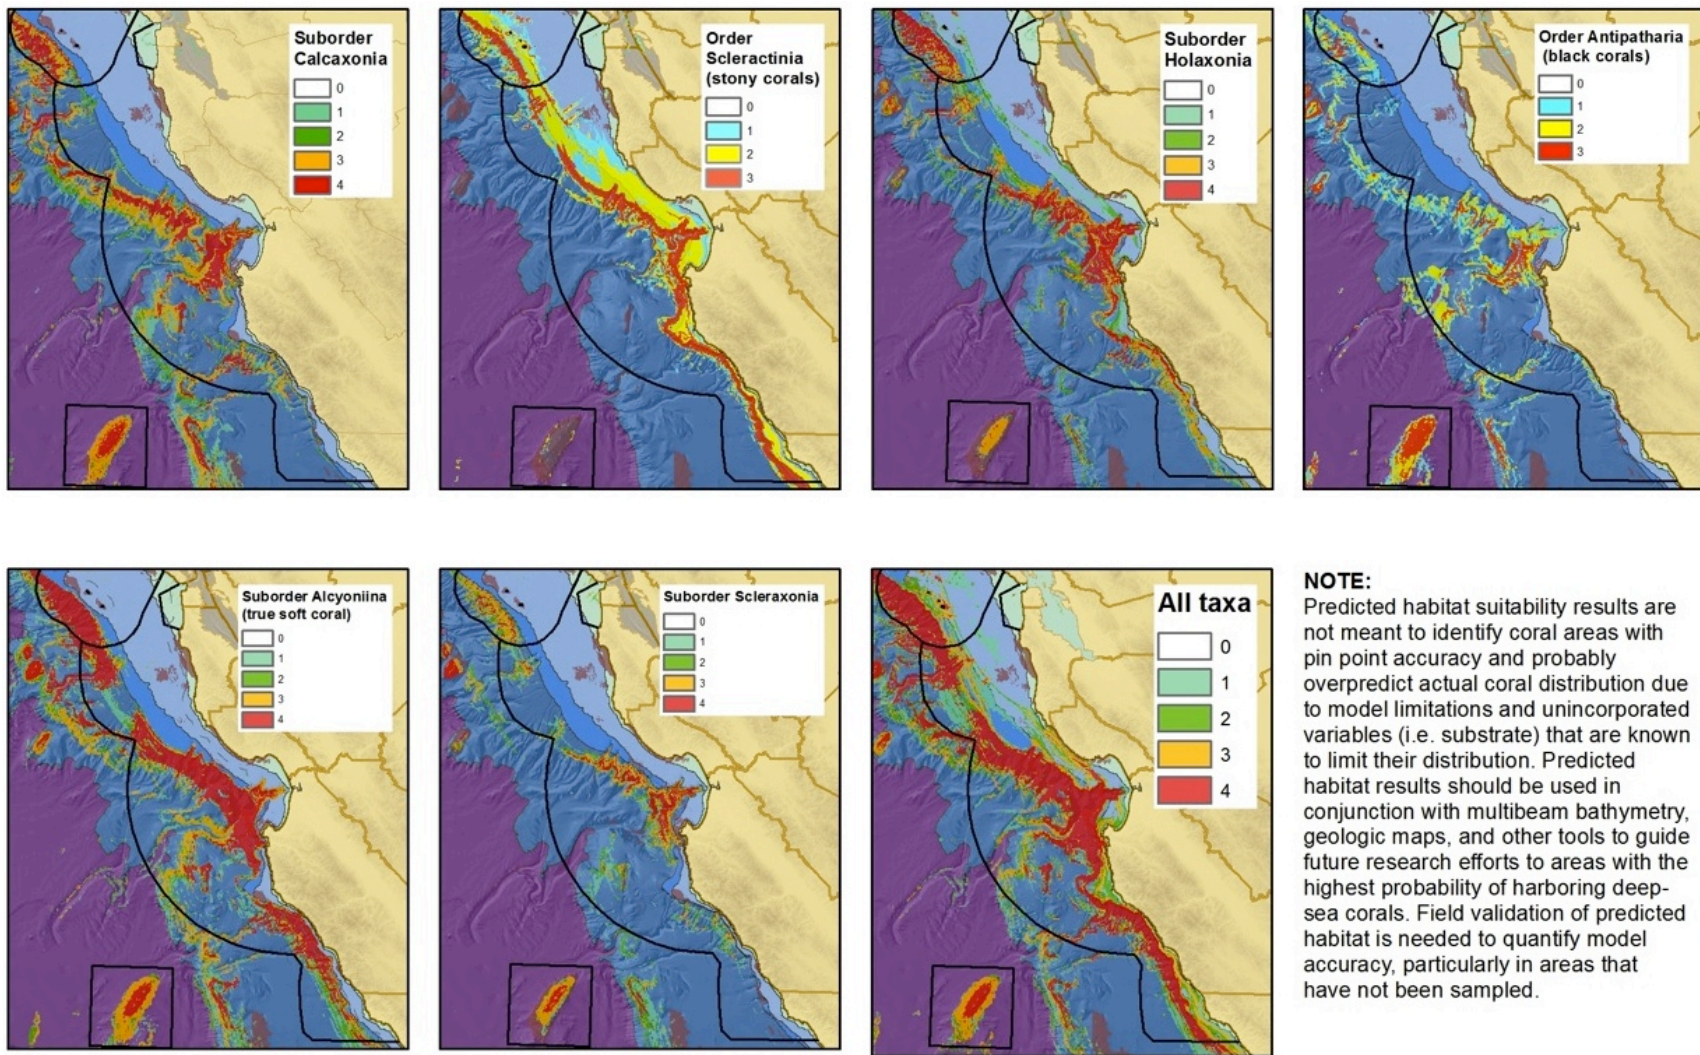 Suborder
Calcaxonia
0
1
2
3
4
Order
Scleractinia
(stony corals)
0
1
2
3
Suborder
Holaxonia
0
1
2
3
4
Order Antipatharia
(black corals)
0
1
2
3
Suborder Alcyoniina
(true soft coral)
0
1
2
3
4
Suborder Scleraxonia
0
1
2
3
4
All taxa
0
1
2
3
4
NOTE:
Predicted habitat suitability results are
not meant to identify coral areas with
pin point accuracy and probably
overpredict actual coral distribution due
to model limitations and unincorporated
variables (i.e. substrate) that are known
to limit their distribution. Predicted
habitat results should be used in
conjunction with multibeam bathymetry,
geologic maps, and other tools to guide
future research efforts to areas with the
highest probability of harboring deep-
sea corals. Field validation of predicted
habitat is needed to quantify model
accuracy, particularly in areas that
have not been sampled.